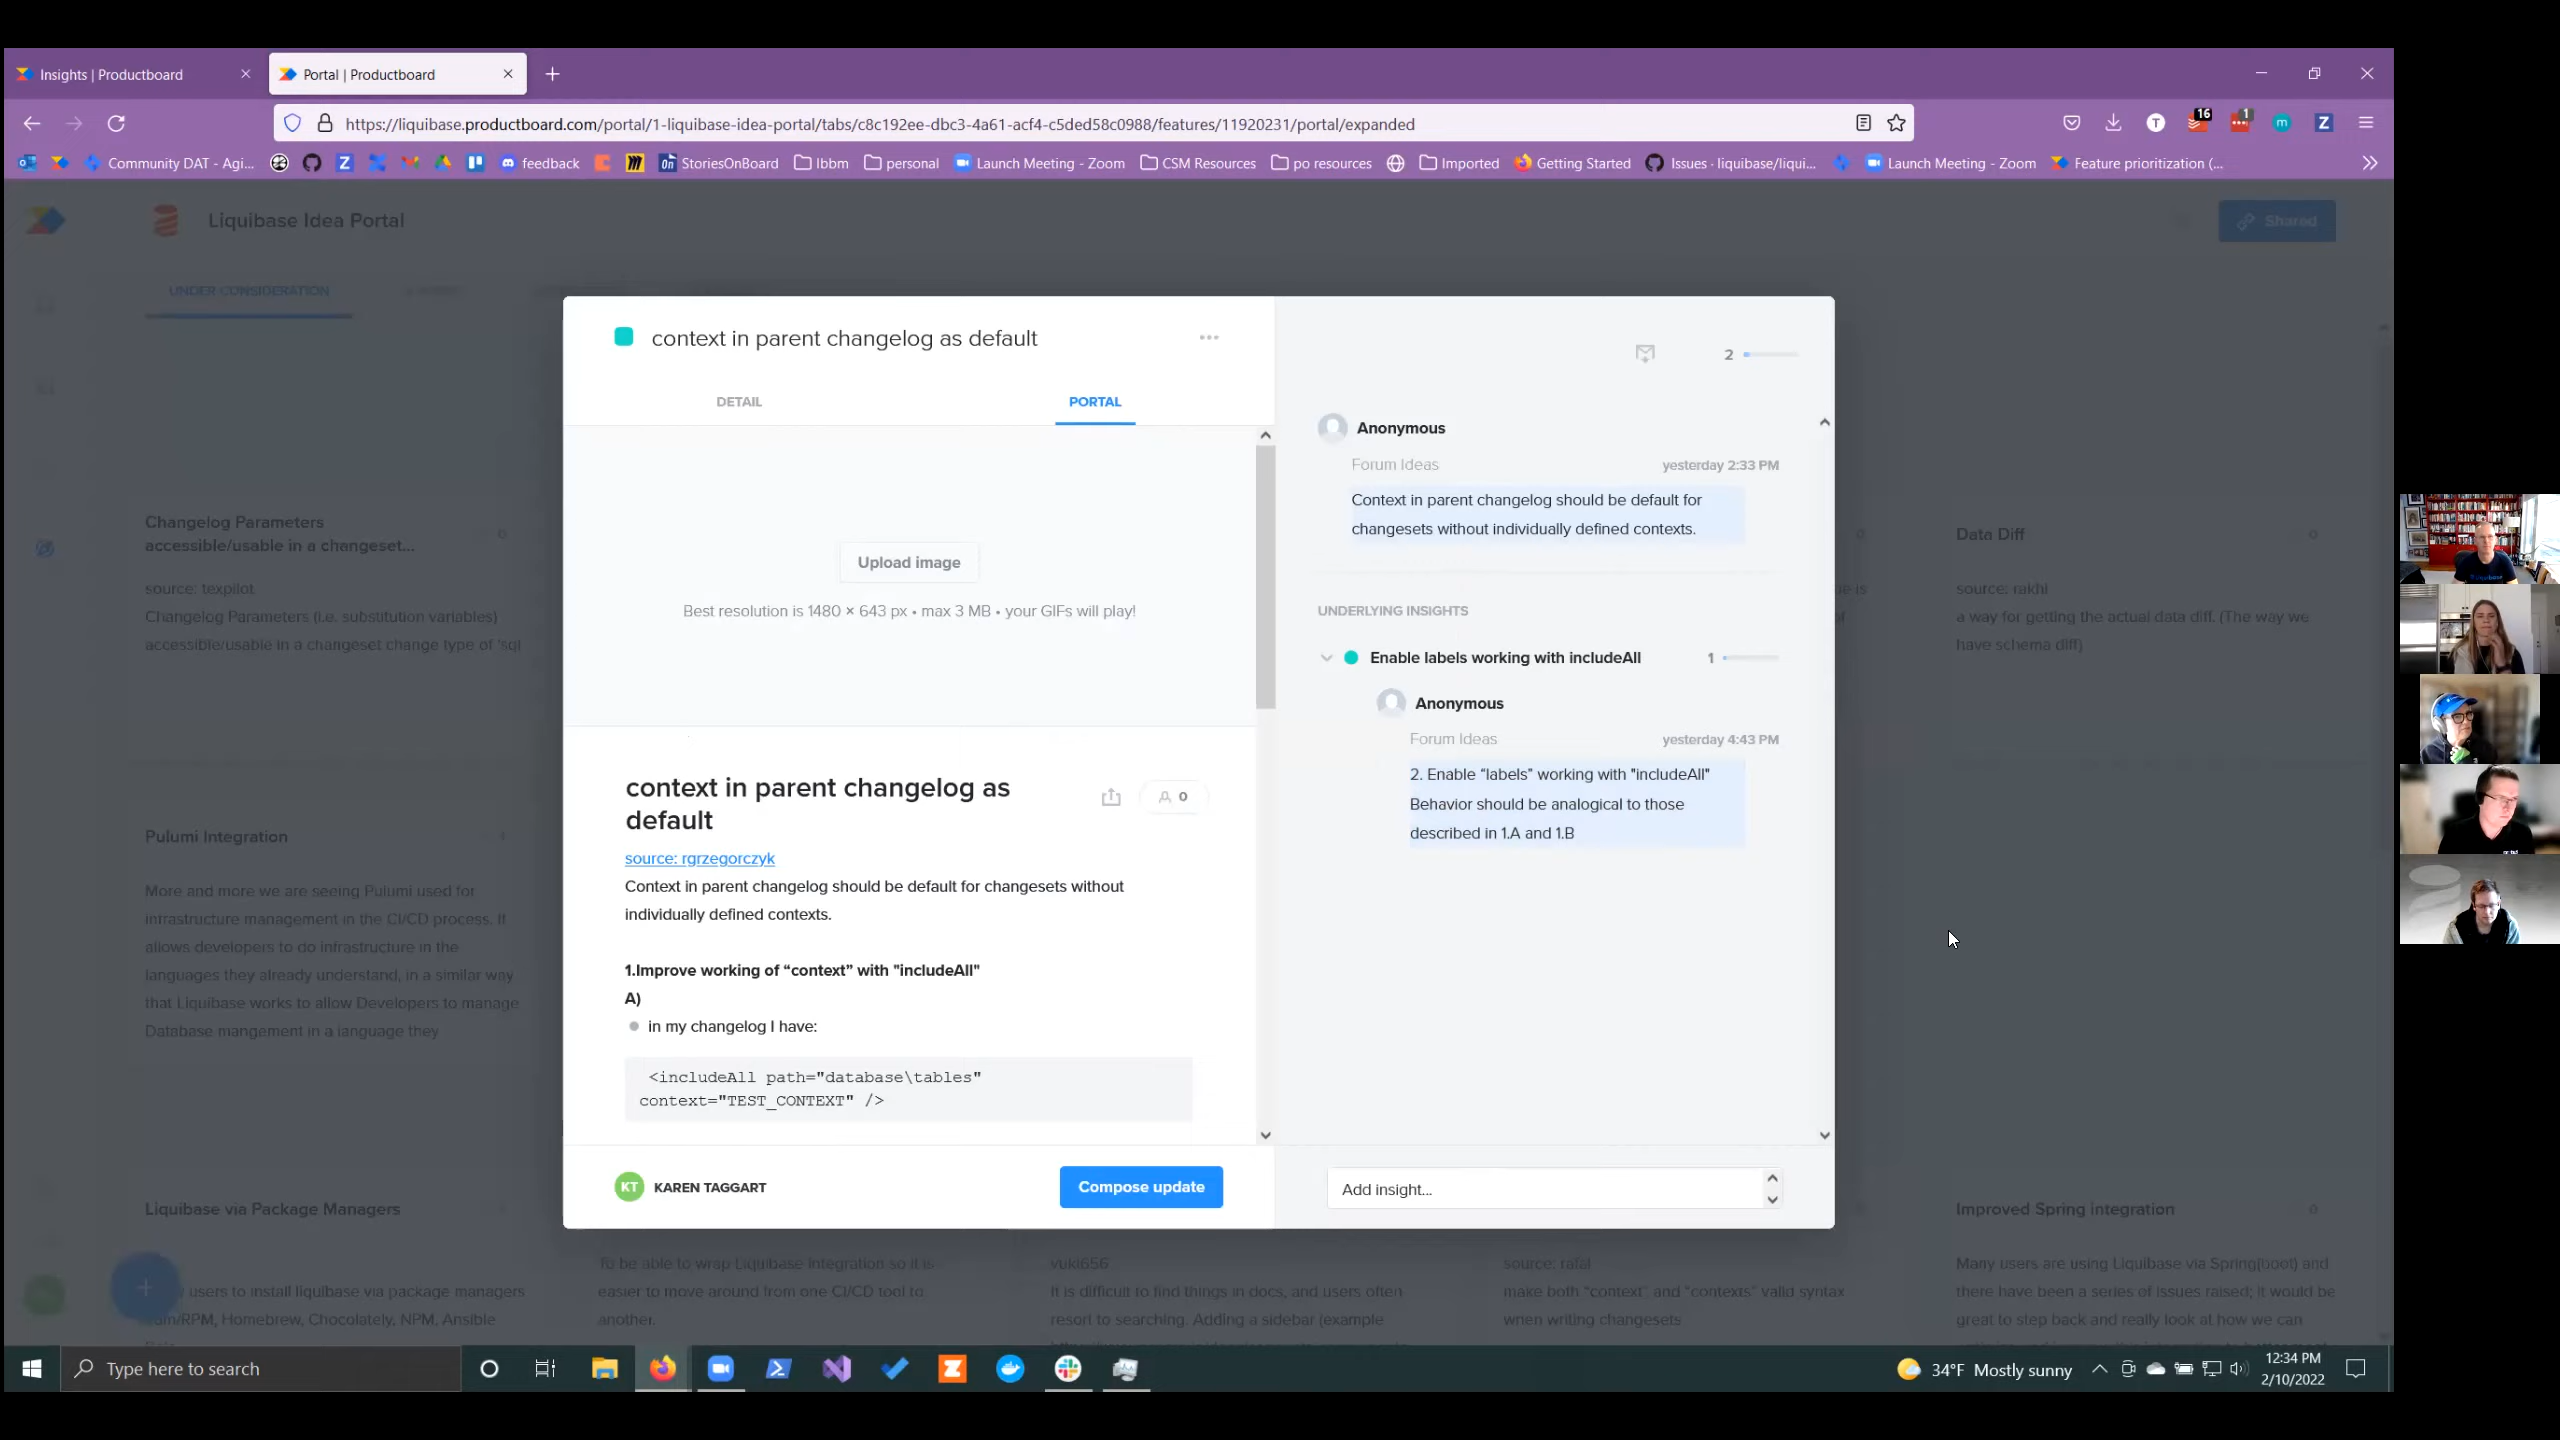 Insights | Productboard
Portal | Productboard
https://liquibase.productboard.com/portal/1-liquibase-idea-portal/tabs/c8c192ee-dbc3-4a61-acf4-c5ded58c0988/features/11920231/portal/expanded
16
1
T
m
Z
Community DAT - Agi...
Z
feedback
StoriesOnBoard
lbbm
personal
Launch Meeting - Zoom
CSM Resources
po resources
Imported
Getting Started
Issues · liquibase/liqui...
Launch Meeting - Zoom
Feature prioritization (...
Liquibase Idea Portal
Shared
UNDER CONSIDERATION
context in parent changelog as default
DETAIL
PORTAL
Upload image
Best resolution is 1480 × 643 px • max 3 MB • your GIFs will play!
context in parent changelog as
default
0
source: rgrzegorczyk
Context in parent changelog should be default for changesets without
individually defined contexts.
1.Improve working of “context” with "includeAll"
A)
in my changelog I have:
<includeAll path="database\tables"
context="TEST_CONTEXT" />
KT
KAREN TAGGART
Compose update
2
Anonymous
Forum Ideas
yesterday 2:33 PM
Context in parent changelog should be default for
changesets without individually defined contexts.
UNDERLYING INSIGHTS
Enable labels working with includeAll
1
Anonymous
Forum Ideas
yesterday 4:43 PM
2. Enable “labels” working with "includeAll"
Behavior should be analogical to those
described in 1.A and 1.B
Add insight...
Changelog Parameters
accessible/usable in a changeset...
0
source: texpilot
Changelog Parameters (i.e. substitution variables)
accessible/usable in a changeset change type of 'sql
Data Diff
0
source: rakhi
a way for getting the actual data diff. (The way we
have schema diff)
Pulumi Integration
More and more we are seeing Pulumi used for
infrastructure management in the CI/CD process. It
allows developers to do infrastructure in the
languages they already understand, in a similar way
that Liquibase works to allow Developers to manage
Database mangement in a language they
Liquibase via Package Managers
users to install liquibase via package managers
/RPM, Homebrew, Chocolately, NPM, Ansible
To be able to wrap Liquibase integration so it is
easier to move around from one CI/CD tool to
another.
vuki656
It is difficult to find things in docs, and users often
resort to searching. Adding a sidebar (example
source: rafal
make both “context” and “contexts” valid syntax
when writing changesets
Improved Spring integration
0
Many users are using Liquibase via Spring(boot) and
there have been a series of issues raised; it would be
great to step back and really look at how we can
Type here to search
34°F Mostly sunny
12:34 PM
2/10/2022